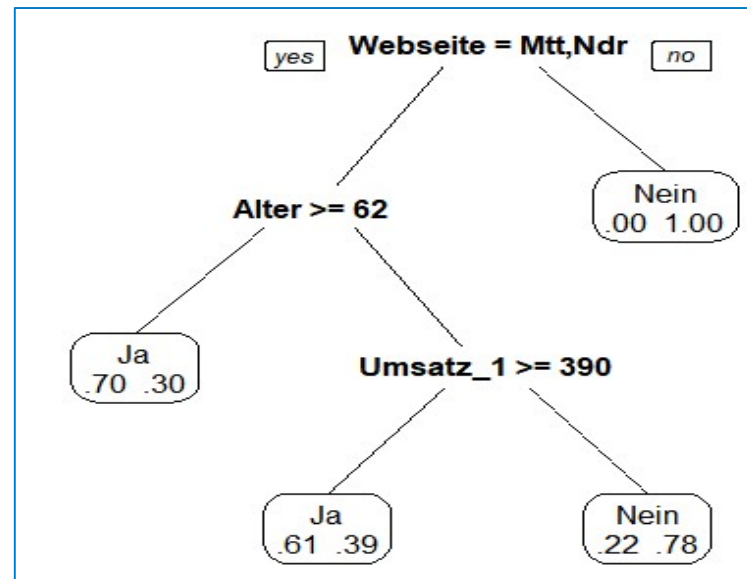 yes Webseite = Mtt,Ndr no
Alter >= 62
Nein
.00 1.00
Ja
.70 .30
Umsatz_1 >= 390
Ja
.61 .39
Nein
.22 .78